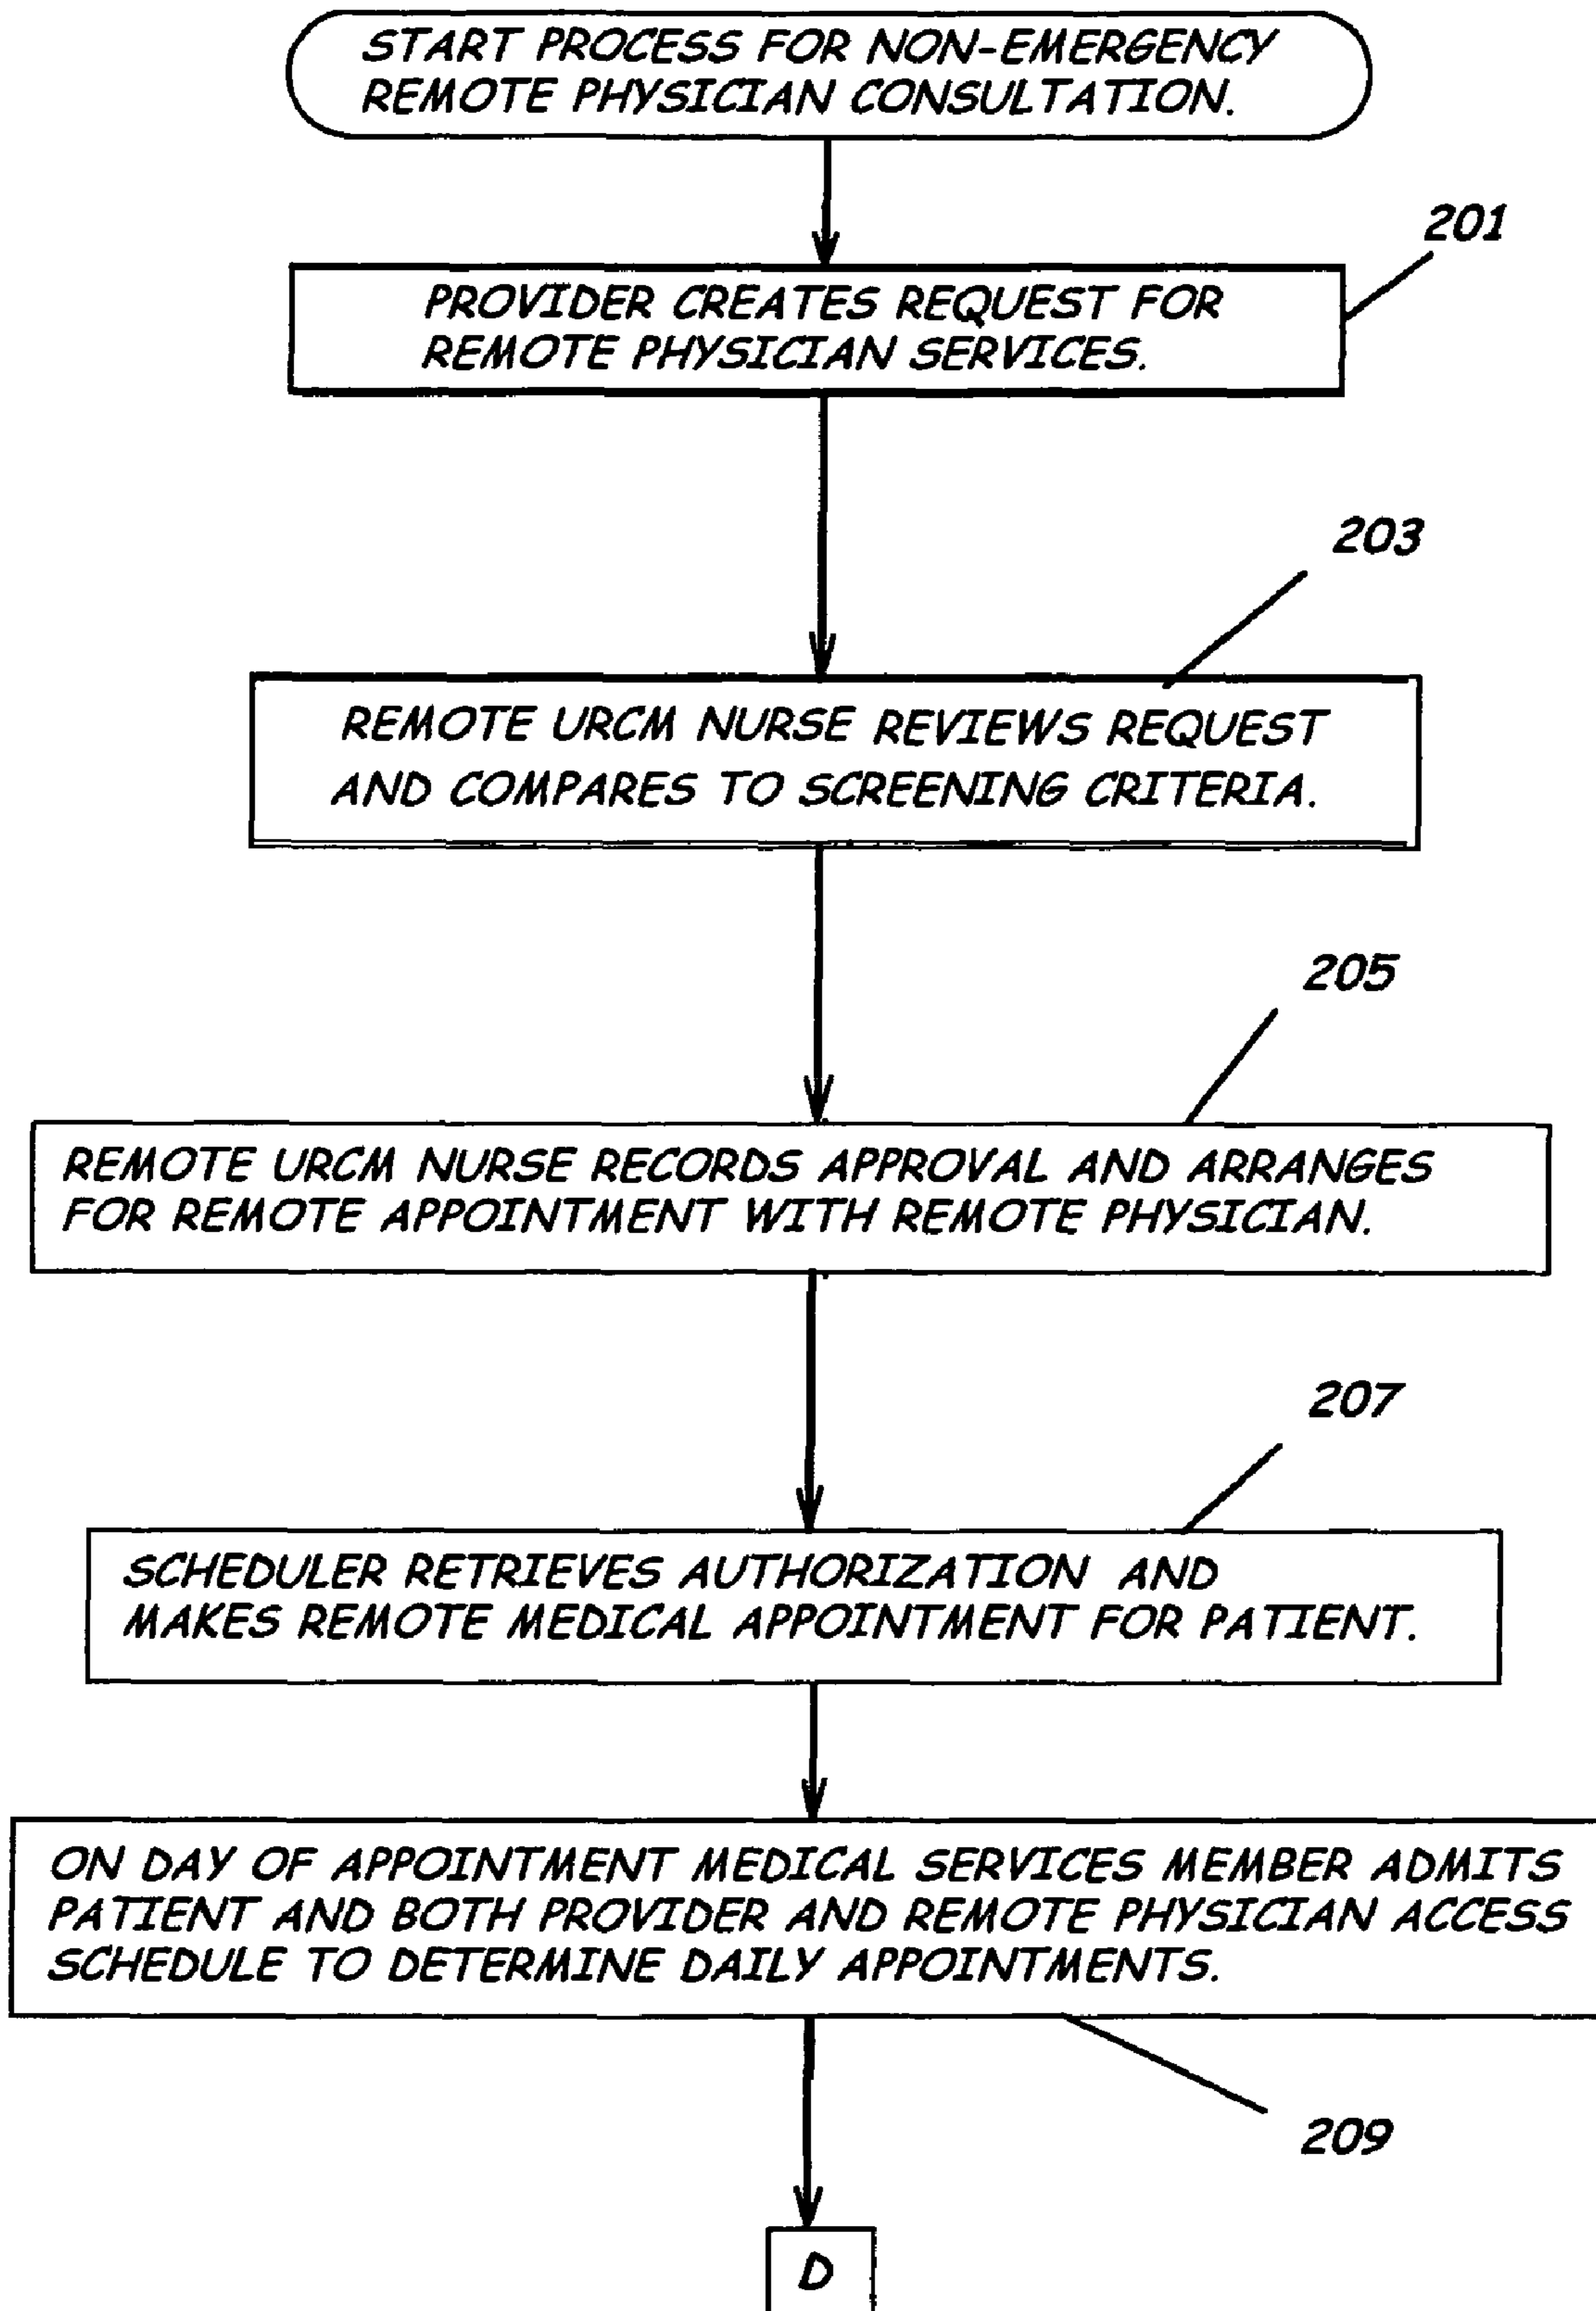 START PROCESS FOR NON-EMERGENCY
REMOTE PHYSICIAN CONSULTATION.
201
PROVIDER CREATES REQUEST FOR
REMOTE PHYSICIAN SERVICES.
203
REMOTE URCM NURSE REVIEWS REQUEST
AND COMPARES TO SCREENING CRITERIA.
205
REMOTE URCM NURSE RECORDS APPROVAL AND ARRANGES
FOR REMOTE APPOINTMENT WITH REMOTE PHYSICIAN.
207
SCHEDULER RETRIEVES AUTHORIZATION AND
MAKES REMOTE MEDICAL APPOINTMENT FOR PATIENT.
ON DAY OF APPOINTMENT MEDICAL SERVICES MEMBER ADMITS
PATIENT AND BOTH PROVIDER AND REMOTE PHYSICIAN ACCESS
SCHEDULE TO DETERMINE DAILY APPOINTMENTS.
209
D